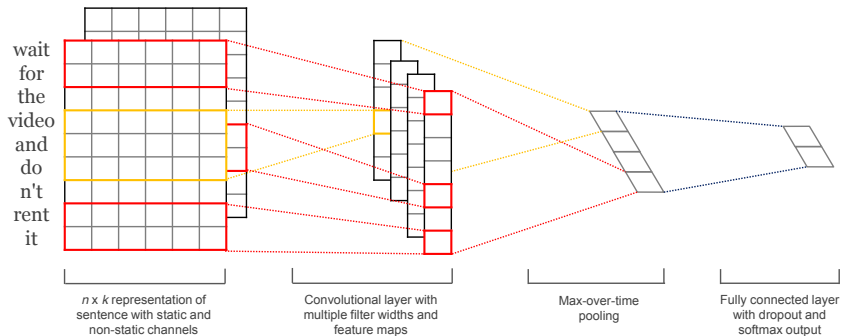 wait
for
the
video
and
do
n't
rent
it
n x k representation of
sentence with static and
non-static channels
Convolutional layer with
multiple filter widths and
feature maps
Max-over-time
pooling
Fully connected layer
with dropout and
softmax output